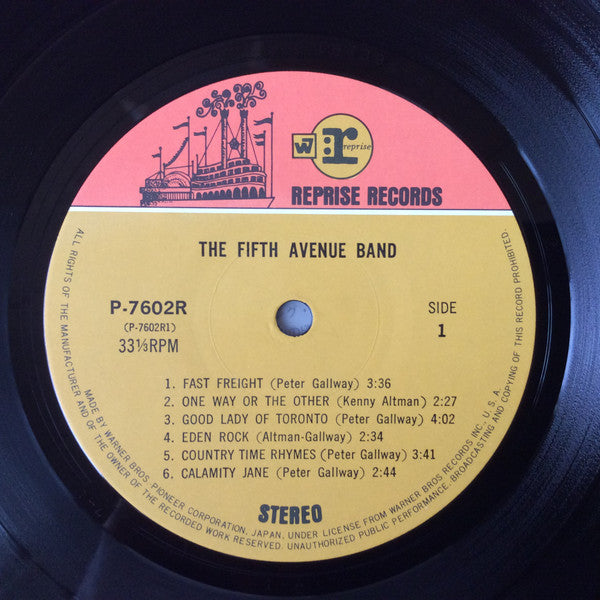 W7
r
reprise
REPRISE RECORDS
THE FIFTH AVENUE BAND
P-7602R
(P-7602R1)
33⅓RPM
SIDE
1
1. FAST FREIGHT (Peter Gallway) 3:36
2. ONE WAY OR THE OTHER (Kenny Altman) 2:27
3. GOOD LADY OF TORONTO (Peter Gallway) 4:02
4. EDEN ROCK (Altman-Gallway) 2:34
5. COUNTRY TIME RHYMES (Peter Gallway) 3:41
6. CALAMITY JANE (Peter Gallway) 2:44
STEREO
MADE BY WARNER BROS. PIONEER CORPORATION, JAPAN, UNDER LICENSE FROM WARNER BROS RECORDS INC. U. S. A.
ALL RIGHTS OF THE MANUFACTURER AND OF THE OWNER OF THE RECORDED WORK RESERVED. UNAUTHORIZED PUBLIC PERFORMANCE, BROADCASTING AND COPYING OF THIS RECORD PROHIBITED.